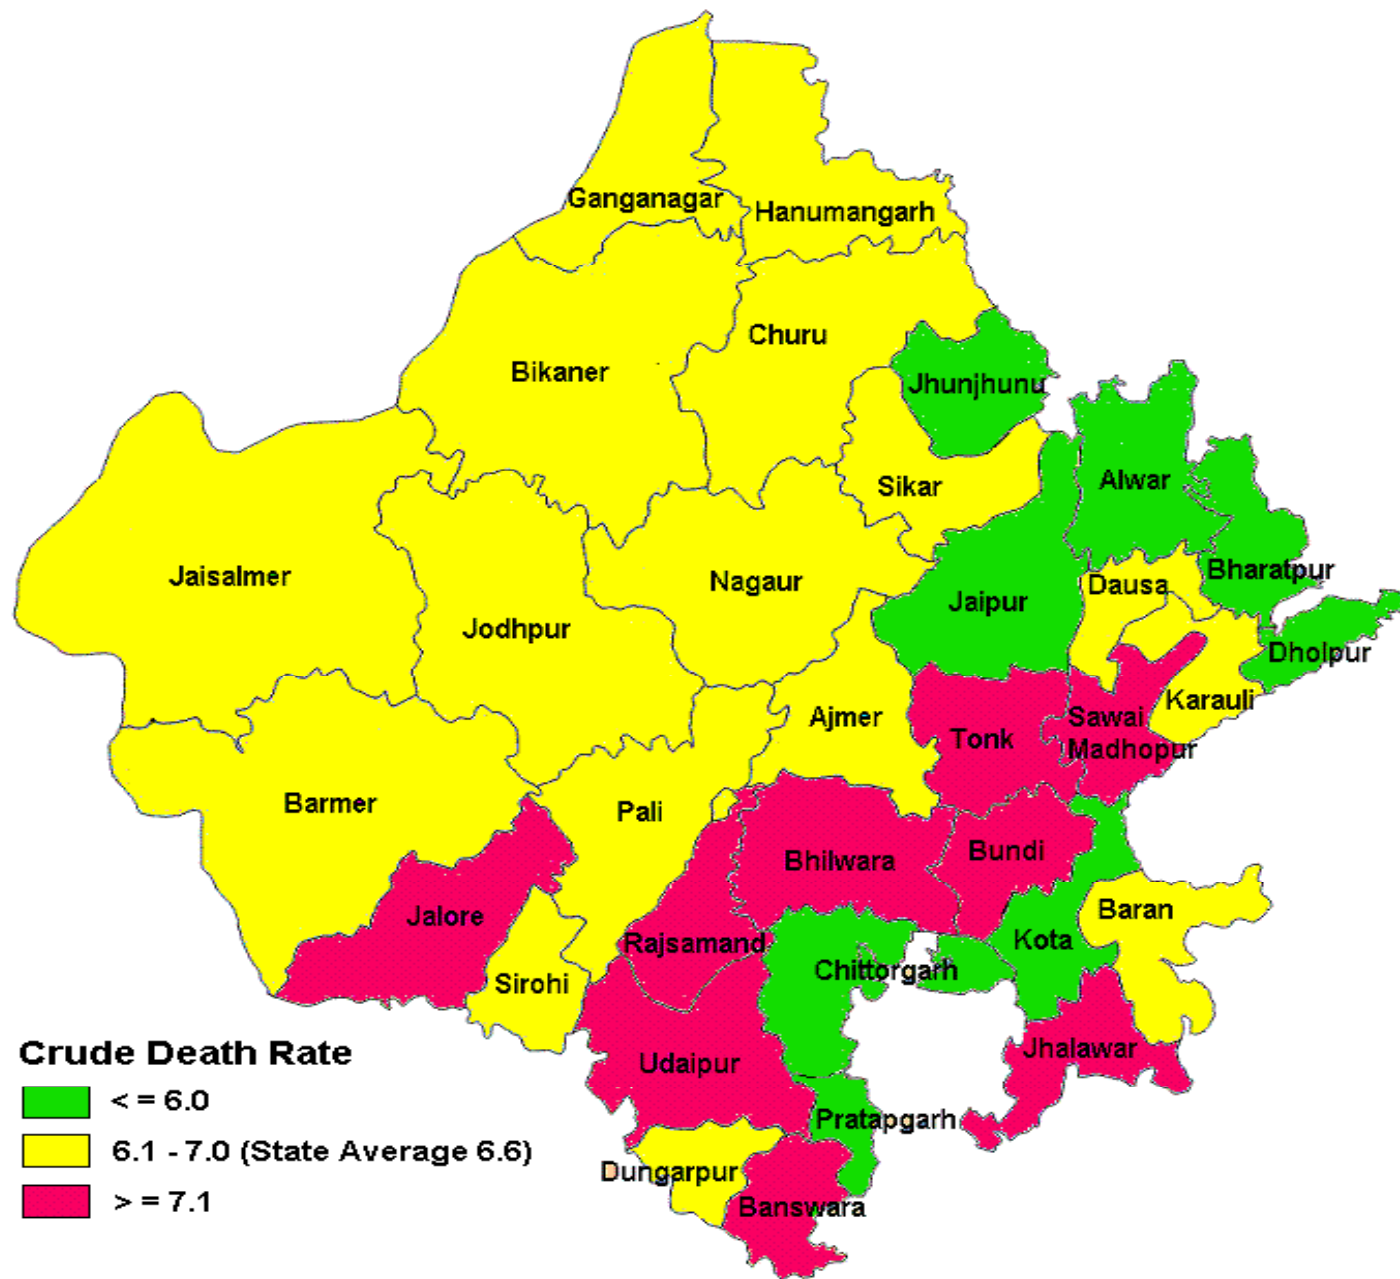 Ganganagar
Hanumangarh
Churu
Bikaner
Jhunjhunu
Sikar
Alwar
Jaisalmer
Nagaur
Dausa
Bharatpur
Jaipur
Jodhpur
Dholpur
Karauli
Ajmer
Sawai
Madhopur
Tonk
Barmer
Pali
Bhilwara
Bundi
Jalore
Baran
Rajsamand
Kota
Chittorgarh
Sirohi
Udaipur
Jhalawar
Pratapgarh
Dungarpur
Banswara
Crude Death Rate
< = 6.0
6.1 - 7.0 (State Average 6.6)
> = 7.1